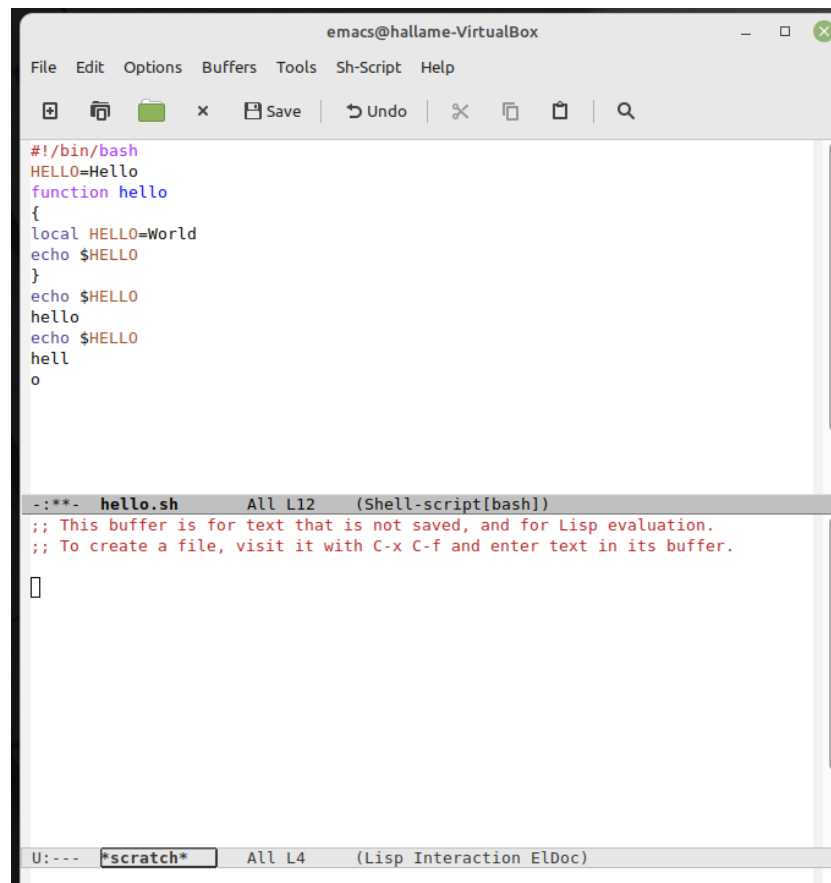 emacs@hallame-VirtualBox
File Edit Options Buffers Tools Sh-Script Help
Save Undo
#!/bin/bash
HELLO=Hello
function hello
{
local HELLO=World
echo $HELLO
}
echo $HELLO
hello
echo $HELLO
hell
o
-:**- hello.sh All L12 (Shell-script[bash])
;; This buffer is for text that is not saved, and for Lisp evaluation.
;; To create a file, visit it with C-x C-f and enter text in its buffer.
U:--- *scratch* All L4 (Lisp Interaction ElDoc)